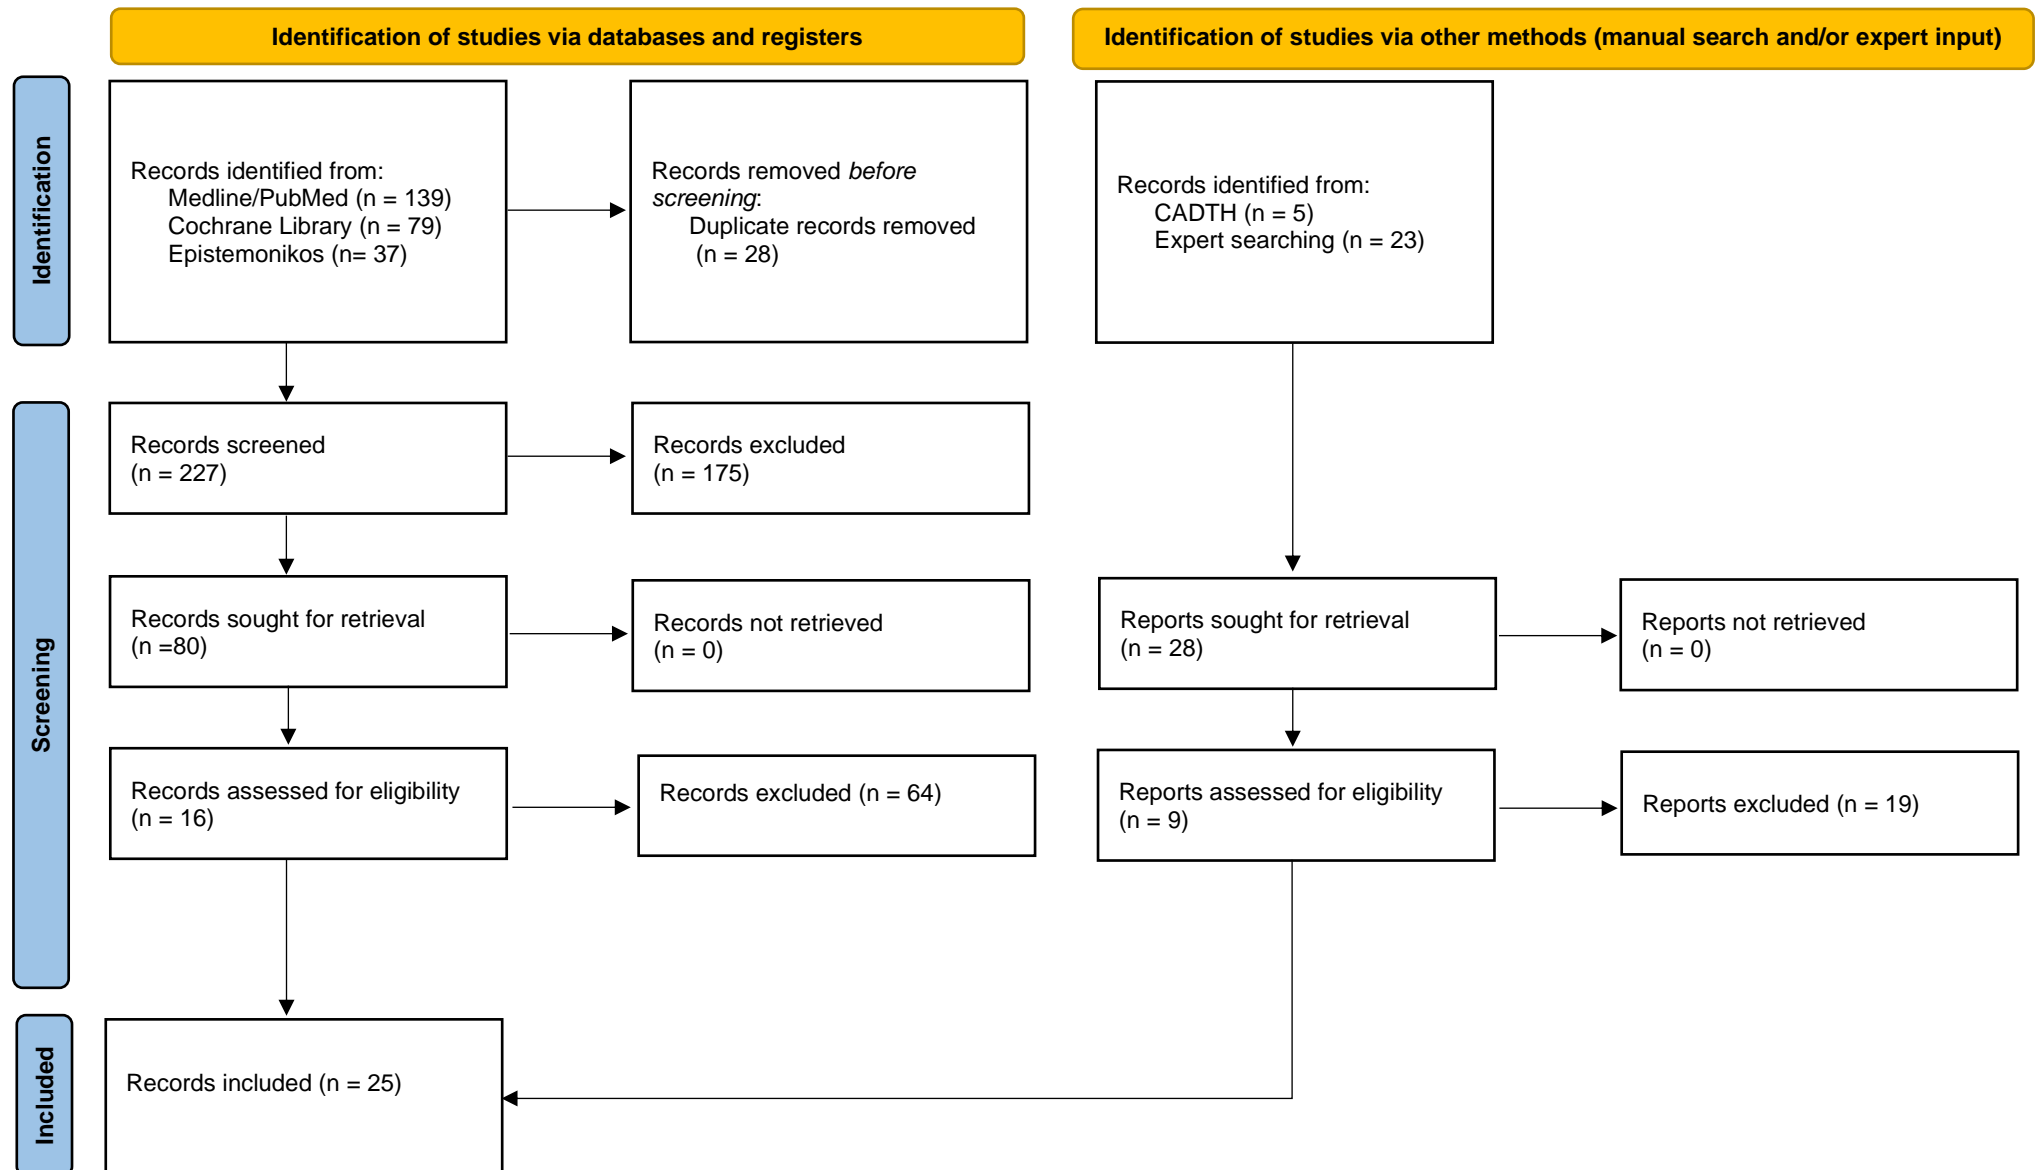 Identification of studies via databases and registers
Identification of studies via other methods (manual search and/or expert input)
Identification
Records identified from:
Medline/PubMed (n = 139)
Cochrane Library (n = 79)
Epistemonikos (n= 37)
Records removed before
screening:
Duplicate records removed
(n = 28)
Records identified from:
CADTH (n = 5)
Expert searching (n = 23)
Screening
Records screened
(n = 227)
Records excluded
(n = 175)
Records sought for retrieval
(n =80)
Records not retrieved
(n = 0)
Reports sought for retrieval
(n = 28)
Reports not retrieved
(n = 0)
Records assessed for eligibility
(n = 16)
Records excluded (n = 64)
Reports assessed for eligibility
(n = 9)
Reports excluded (n = 19)
Included
Records included (n = 25)